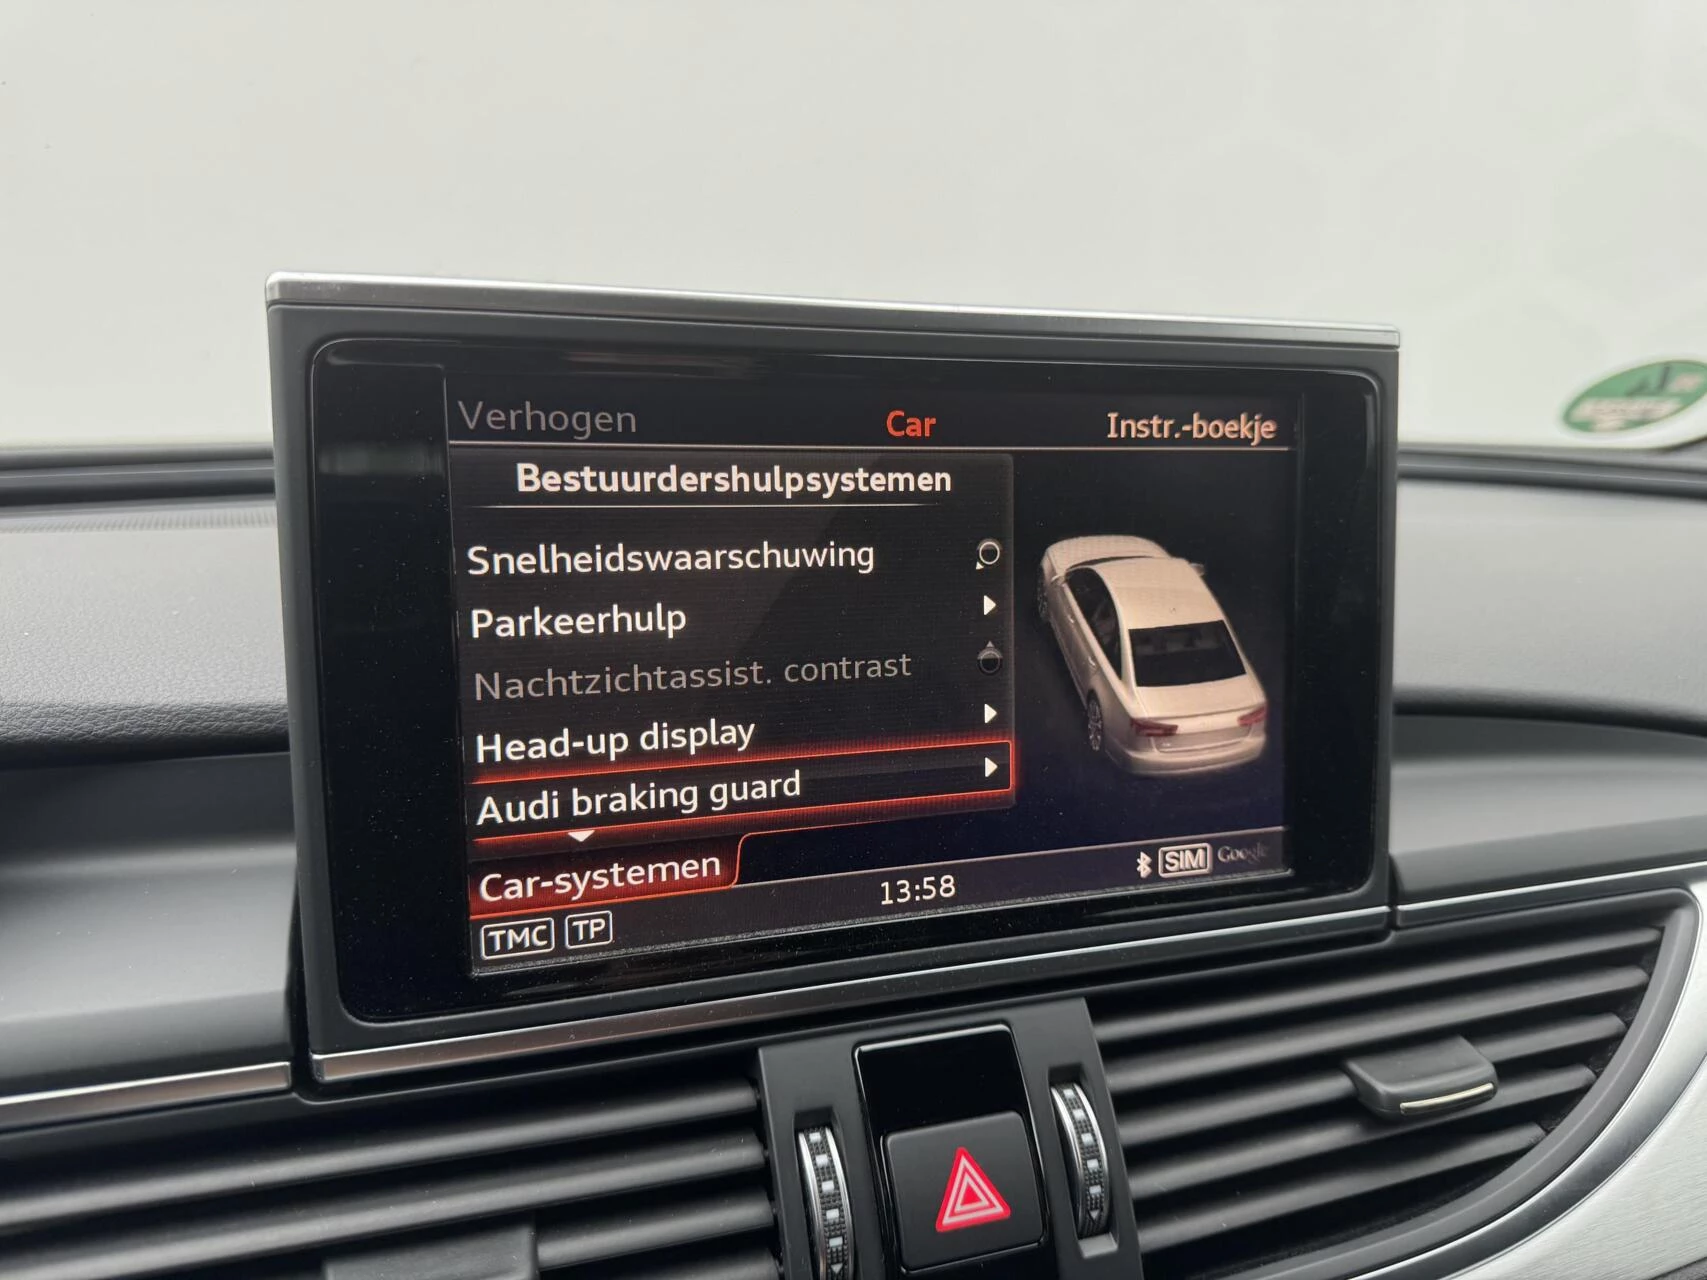 Verhogen Car Instr.-boekje
Bestuurdershulpsystemen
Snelheidswaarschuwing
Parkeerhulp
Nachtzichtassist. contrast
Head-up display
Audi braking guard
Car-systemen
13:58
SIM Google
TMC TP